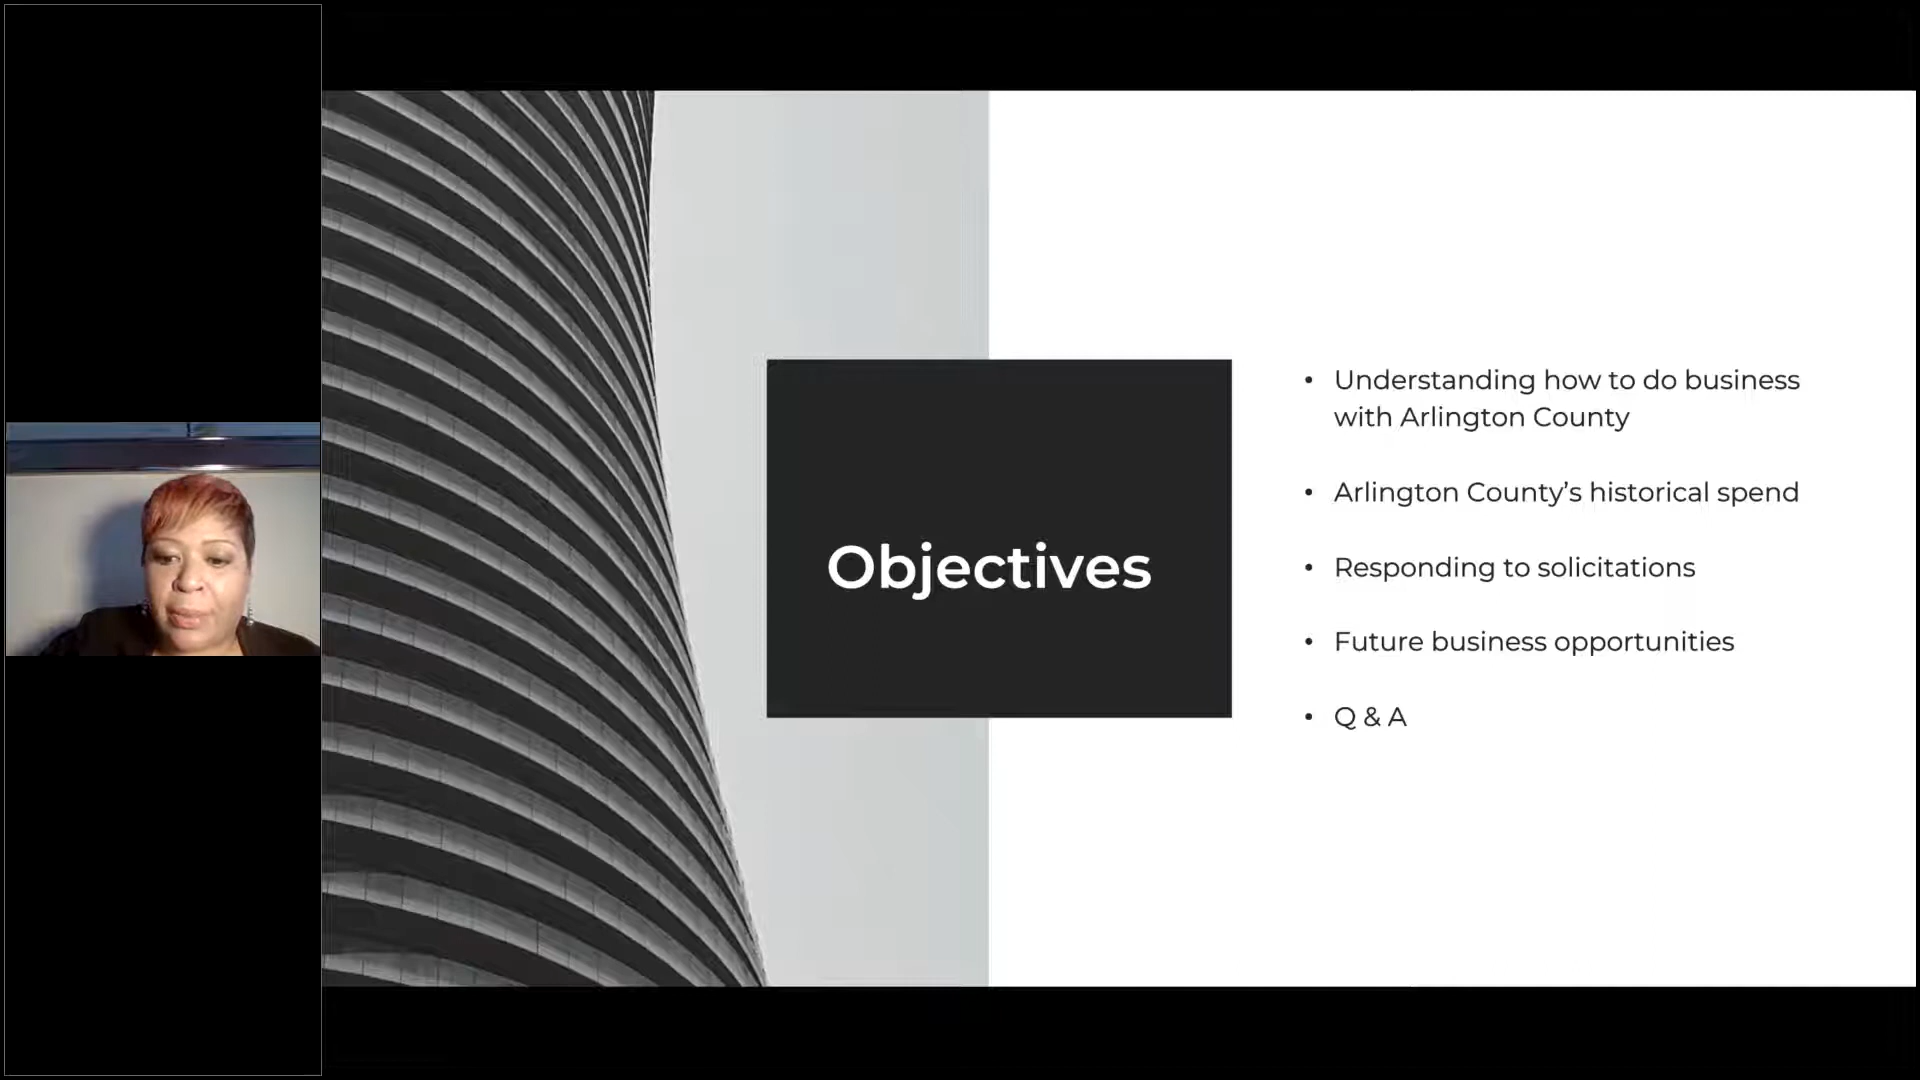 Objectives
• Understanding how to do business
with Arlington County
• Arlington County’s historical spend
• Responding to solicitations
• Future business opportunities
• Q & A